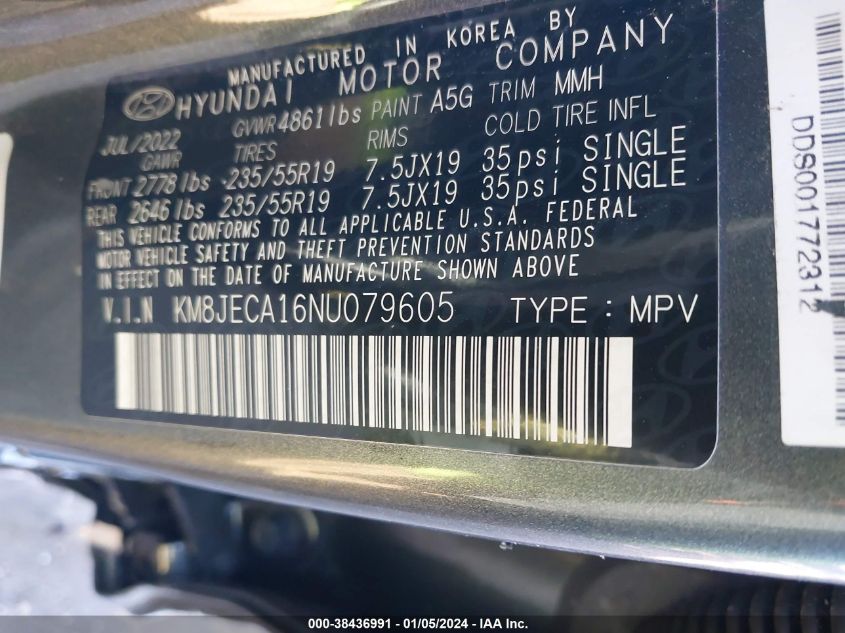 MANUFACTURED IN KOREA BY
HYUNDAI MOTOR COMPANY
JUL/2022 GVWR 4861lbs PAINT A5G TRIM MMH
GAWR TIRES RIMS COLD TIRE INFL
FRONT 2778 lbs -235/55R19 7.5JX19 35psi SINGLE
REAR 2646 lbs 235/55R19 7.5JX19 35psi SINGLE
THIS VEHICLE CONFORMS TO ALL APPLICABLE U.S.A. FEDERAL
MOTOR VEHICLE SAFETY AND THEFT PREVENTION STANDARDS
IN EFFECT ON THE DATE OF MANUFACTURE SHOWN ABOVE
V.I.N KM8JECA16NU079605 TYPE : MPV
DDS001772312
000-38436991 - 01/05/2024 - IAA Inc.